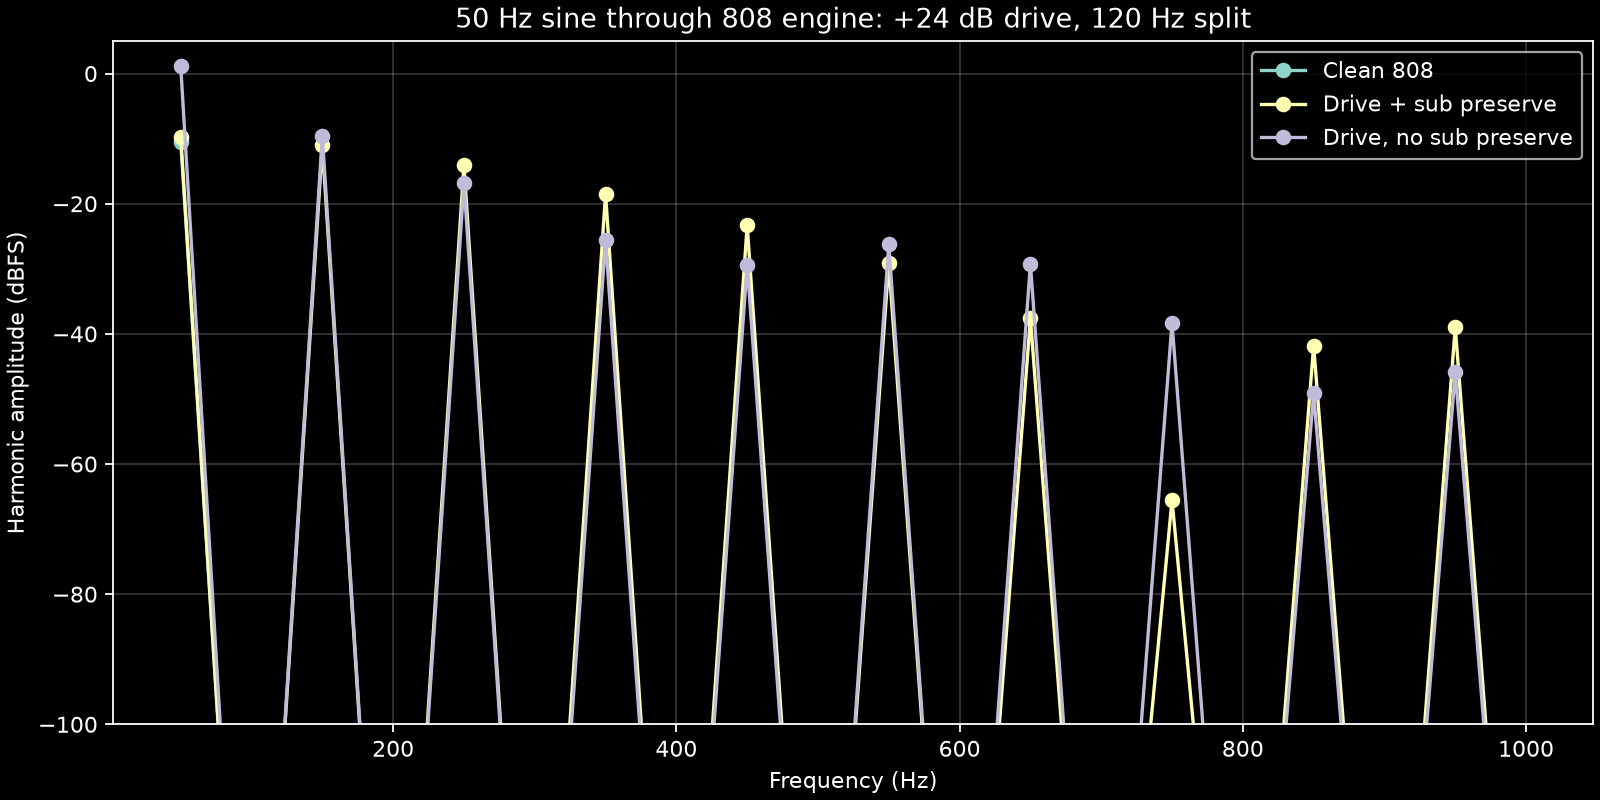 50 Hz sine through 808 engine: +24 dB drive, 120 Hz split
Clean 808
Drive + sub preserve
Drive, no sub preserve
Harmonic amplitude (dBFS)
0
−20
−40
−60
−80
−100
200
400
600
800
1000
Frequency (Hz)